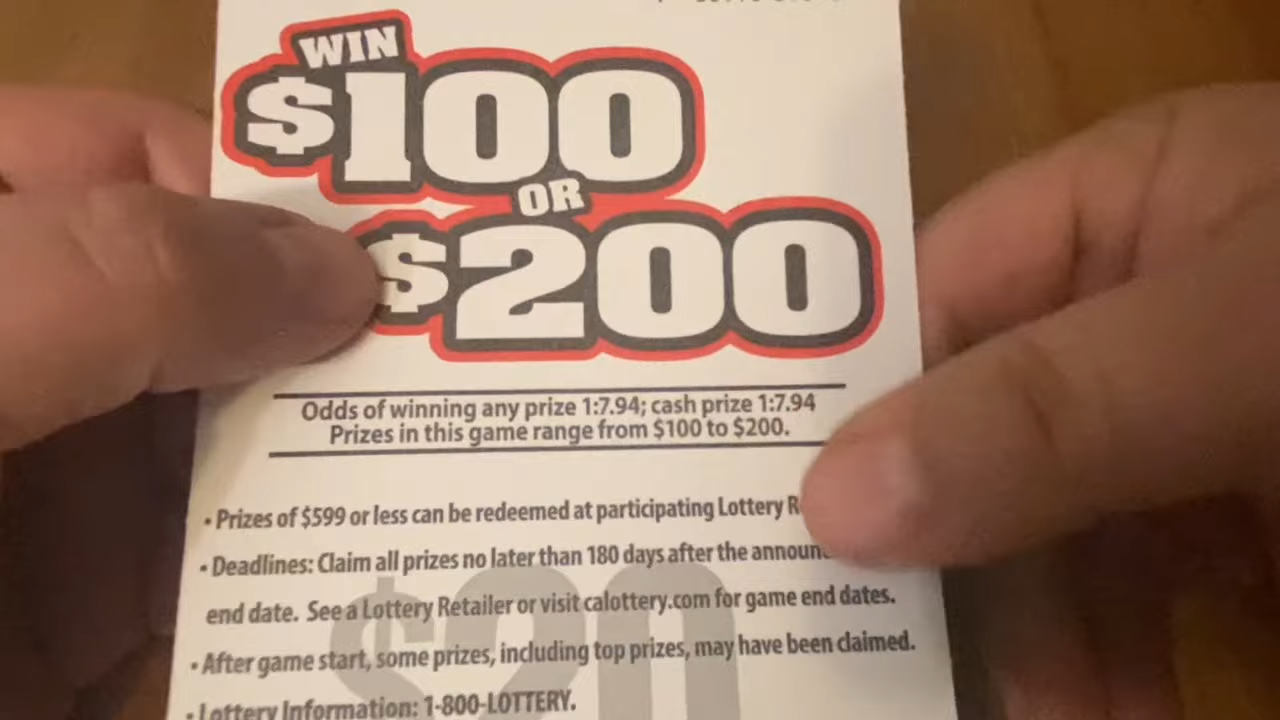 WIN
$100
OR
$200
Odds of winning any prize 1:7.94; cash prize 1:7.94
Prizes in this game range from $100 to $200.
• Prizes of $599 or less can be redeemed at participating Lottery
• Deadlines: Claim all prizes no later than 180 days after the
end date. See a Lottery Retailer or visit calottery.com for game end dates.
• After game start, some prizes, including top prizes, may have been claimed.
• Lottery Information: 1-800-LOTTERY.
$20